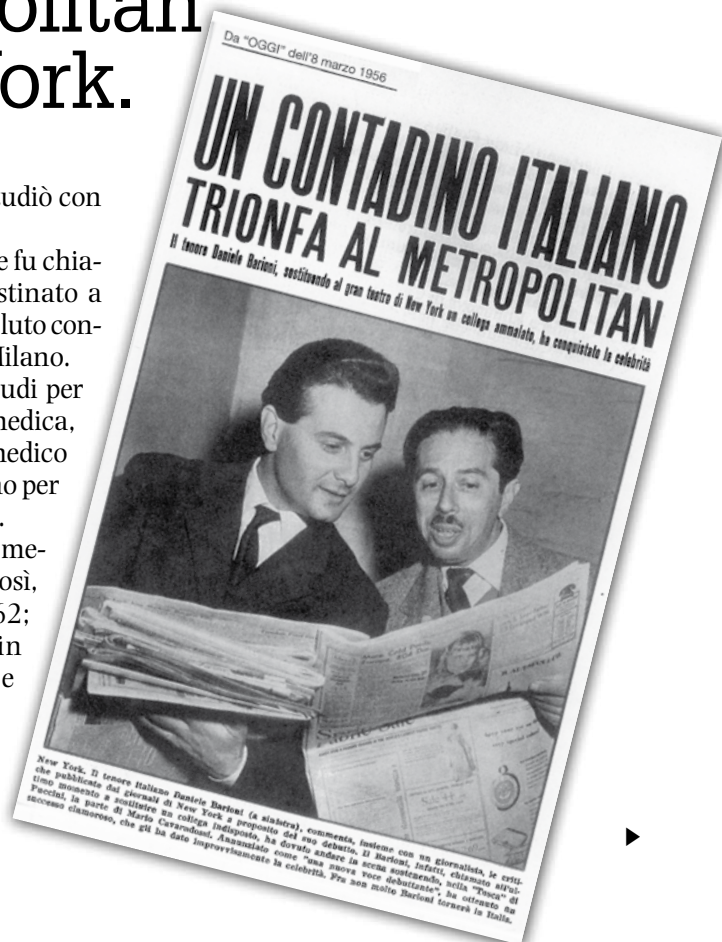 olitan
ork.
udiò con
e fu chia-
stinato a
luto con-
Milano.
udi per
medica,
medico
no per
me-
osì,
62;
in
e
Da "OGGI" dell'8 marzo 1956
UN CONTADINO ITALIANO
TRIONFA AL METROPOLITAN
Il tenore Daniele Barioni, sostituendo al gran teatro di New York un collega ammalato, ha conquistato la celebrità
New York. Il tenore italiano Daniele Barioni (a sinistra), commenta, insieme con un giornalista, le criti-
che pubblicate dai giornali di New York a proposito del suo debutto. Il Barioni, infatti, chiamato all'ul-
timo momento a sostituire un collega indisposto, ha dovuto andare in scena sostenendo, nella "Tosca" di
Puccini, la parte di Mario Cavaradossi. Annunziato come "una nuova voce debuttante", ha ottenuto un
successo clamoroso, che gli ha dato improvvisamente la celebrità. Fra non molto Barioni tornerà in Italia.